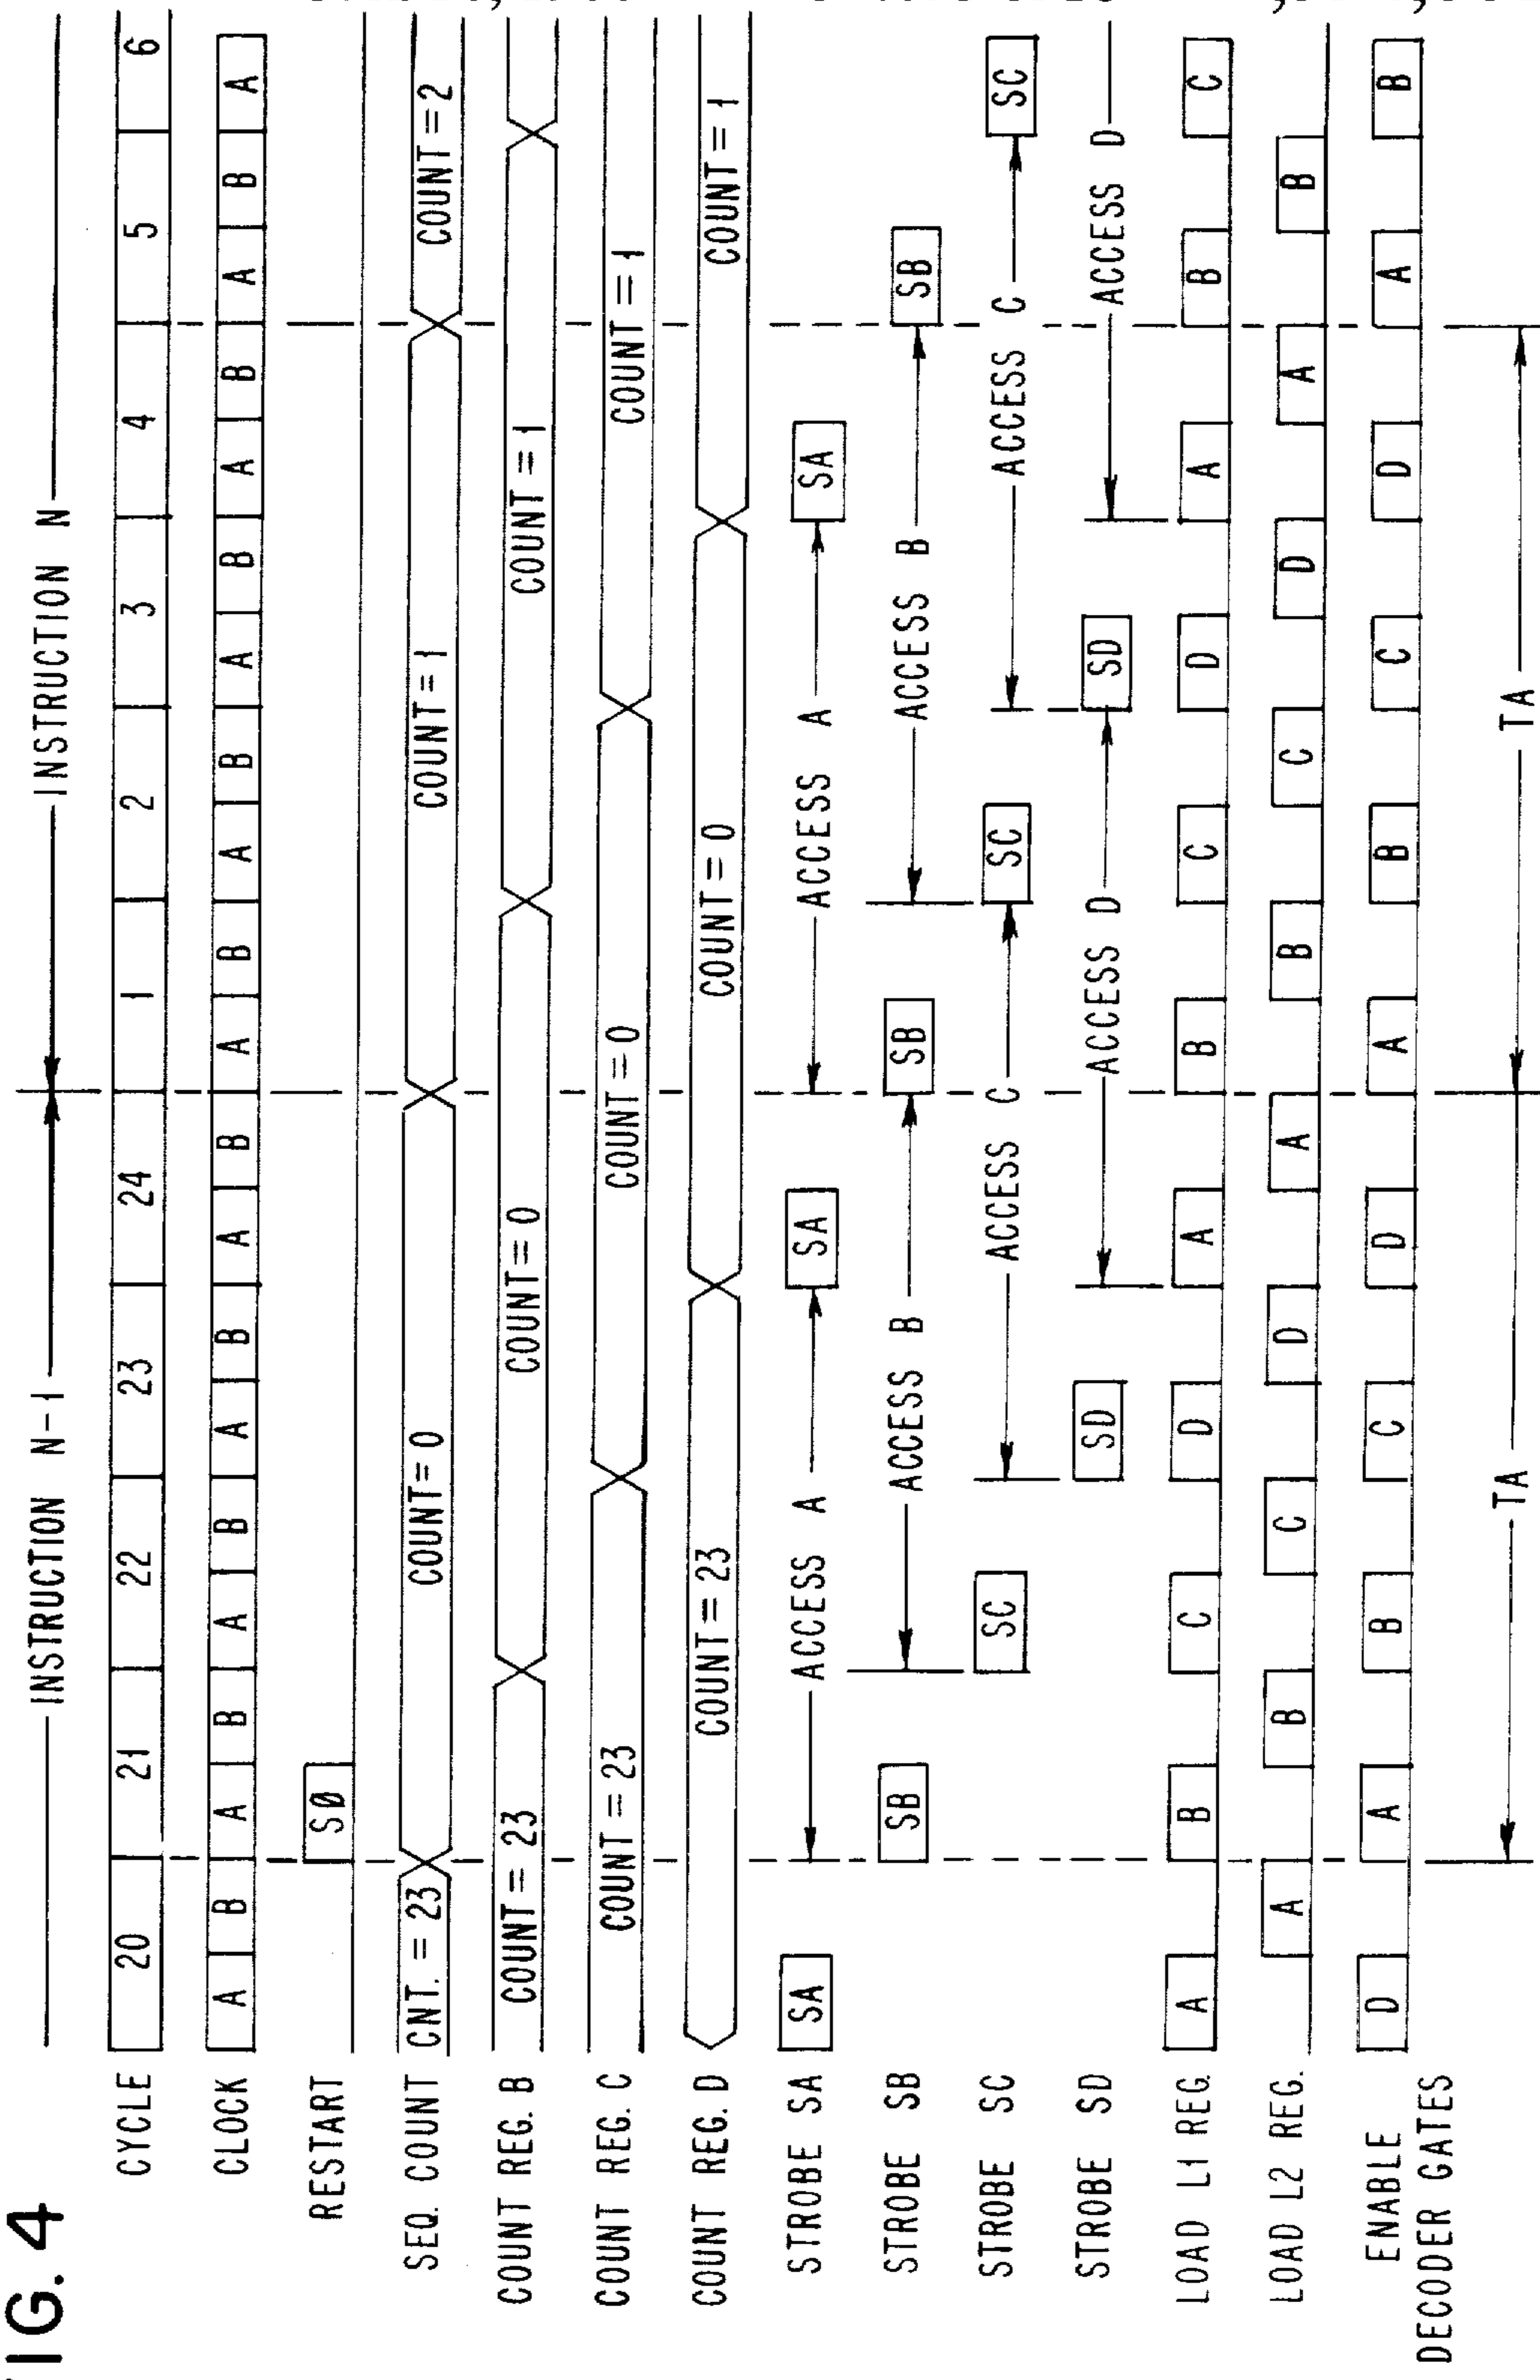 FIG. 4
INSTRUCTION N-1 INSTRUCTION N
CYCLE 20 21 22 23 24 1 2 3 4 5 6
CLOCK A B A B A B A B A B A B A B A B A B A B A
RESTART SØ
SEQ. COUNT CNT. = 23 COUNT = 0 COUNT = 1 COUNT = 2
COUNT REG. B COUNT = 23 COUNT = 0 COUNT = 1
COUNT REG. C COUNT = 23 COUNT = 0 COUNT = 1
COUNT REG. D COUNT = 23 COUNT = 0 COUNT = 1
STROBE SA SA ACCESS A SA ACCESS A SA
STROBE SB SB ACCESS B SB ACCESS B SB
STROBE SC SC ACCESS C SC ACCESS C SC
STROBE SD SD ACCESS D SD ACCESS D
LOAD L1 REG. A B C D A B C D A B C
LOAD L2 REG. A B C D A B C D A B
ENABLE DECODER GATES D A B C D A B C D A B
TA TA